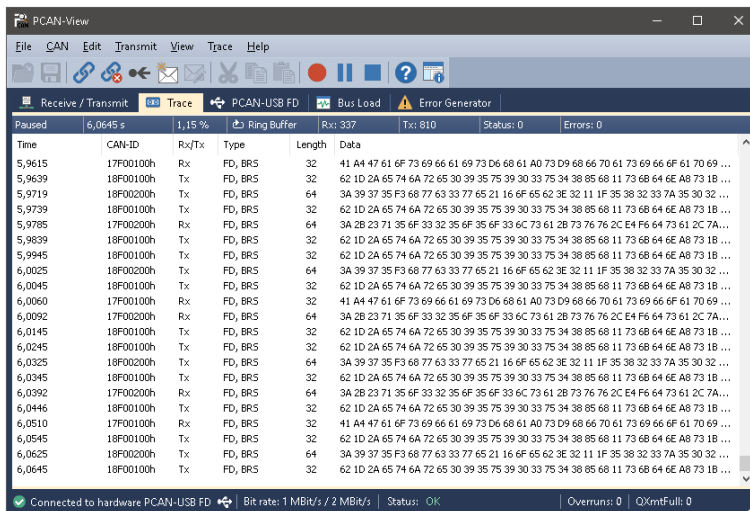 PCAN-View
File CAN Edit Transmit View Trace Help
Receive / Transmit Trace PCAN-USB FD Bus Load Error Generator
Paused 6,0645 s 1,15 % Ring Buffer Rx: 337 Tx: 810 Status: 0 Errors: 0
Time CAN-ID Rx/Tx Type Length Data
5,9615 17F00100h Rx FD, BRS 32 41 A4 47 61 6F 73 69 66 61 69 73 D6 68 61 A0 73 D9 68 66 70 61 73 69 66 6F 61 70 69 ...
5,9639 18F00100h Tx FD, BRS 32 62 1D 2A 65 74 6A 72 65 30 39 35 75 39 30 33 75 34 38 85 68 11 73 6B 64 6E A8 73 1B ...
5,9719 18F00200h Tx FD, BRS 64 3A 39 37 35 F3 68 77 63 33 77 65 21 16 6F 65 62 3E 32 11 1F 35 38 32 33 7A 35 30 32 ...
5,9739 18F00100h Tx FD, BRS 32 62 1D 2A 65 74 6A 72 65 30 39 35 75 39 30 33 75 34 38 85 68 11 73 6B 64 6E A8 73 1B ...
5,9785 17F00200h Rx FD, BRS 64 3A 2B 23 71 35 6F 33 32 35 6F 35 6F 33 6C 73 61 2B 73 76 76 2C E4 F6 64 73 61 2C 7A...
5,9839 18F00100h Tx FD, BRS 32 62 1D 2A 65 74 6A 72 65 30 39 35 75 39 30 33 75 34 38 85 68 11 73 6B 64 6E A8 73 1B ...
5,9945 18F00100h Tx FD, BRS 32 62 1D 2A 65 74 6A 72 65 30 39 35 75 39 30 33 75 34 38 85 68 11 73 6B 64 6E A8 73 1B ...
6,0025 18F00200h Tx FD, BRS 64 3A 39 37 35 F3 68 77 63 33 77 65 21 16 6F 65 62 3E 32 11 1F 35 38 32 33 7A 35 30 32 ...
6,0045 18F00100h Tx FD, BRS 32 62 1D 2A 65 74 6A 72 65 30 39 35 75 39 30 33 75 34 38 85 68 11 73 6B 64 6E A8 73 1B ...
6,0060 17F00100h Rx FD, BRS 32 41 A4 47 61 6F 73 69 66 61 69 73 D6 68 61 A0 73 D9 68 66 70 61 73 69 66 6F 61 70 69 ...
6,0092 17F00200h Rx FD, BRS 64 3A 2B 23 71 35 6F 33 32 35 6F 35 6F 33 6C 73 61 2B 73 76 76 2C E4 F6 64 73 61 2C 7A...
6,0145 18F00100h Tx FD, BRS 32 62 1D 2A 65 74 6A 72 65 30 39 35 75 39 30 33 75 34 38 85 68 11 73 6B 64 6E A8 73 1B ...
6,0245 18F00100h Tx FD, BRS 32 62 1D 2A 65 74 6A 72 65 30 39 35 75 39 30 33 75 34 38 85 68 11 73 6B 64 6E A8 73 1B ...
6,0325 18F00200h Tx FD, BRS 64 3A 39 37 35 F3 68 77 63 33 77 65 21 16 6F 65 62 3E 32 11 1F 35 38 32 33 7A 35 30 32 ...
6,0345 18F00100h Tx FD, BRS 32 62 1D 2A 65 74 6A 72 65 30 39 35 75 39 30 33 75 34 38 85 68 11 73 6B 64 6E A8 73 1B ...
6,0392 17F00200h Rx FD, BRS 64 3A 2B 23 71 35 6F 33 32 35 6F 35 6F 33 6C 73 61 2B 73 76 76 2C E4 F6 64 73 61 2C 7A...
6,0446 18F00100h Tx FD, BRS 32 62 1D 2A 65 74 6A 72 65 30 39 35 75 39 30 33 75 34 38 85 68 11 73 6B 64 6E A8 73 1B ...
6,0510 17F00100h Rx FD, BRS 32 41 A4 47 61 6F 73 69 66 61 69 73 D6 68 61 A0 73 D9 68 66 70 61 73 69 66 6F 61 70 69 ...
6,0545 18F00100h Tx FD, BRS 32 62 1D 2A 65 74 6A 72 65 30 39 35 75 39 30 33 75 34 38 85 68 11 73 6B 64 6E A8 73 1B ...
6,0625 18F00200h Tx FD, BRS 64 3A 39 37 35 F3 68 77 63 33 77 65 21 16 6F 65 62 3E 32 11 1F 35 38 32 33 7A 35 30 32 ...
6,0645 18F00100h Tx FD, BRS 32 62 1D 2A 65 74 6A 72 65 30 39 35 75 39 30 33 75 34 38 85 68 11 73 6B 64 6E A8 73 1B ...
Connected to hardware PCAN-USB FD Bit rate: 1 MBit/s / 2 MBit/s Status: OK Overruns: 0 QXmtFull: 0